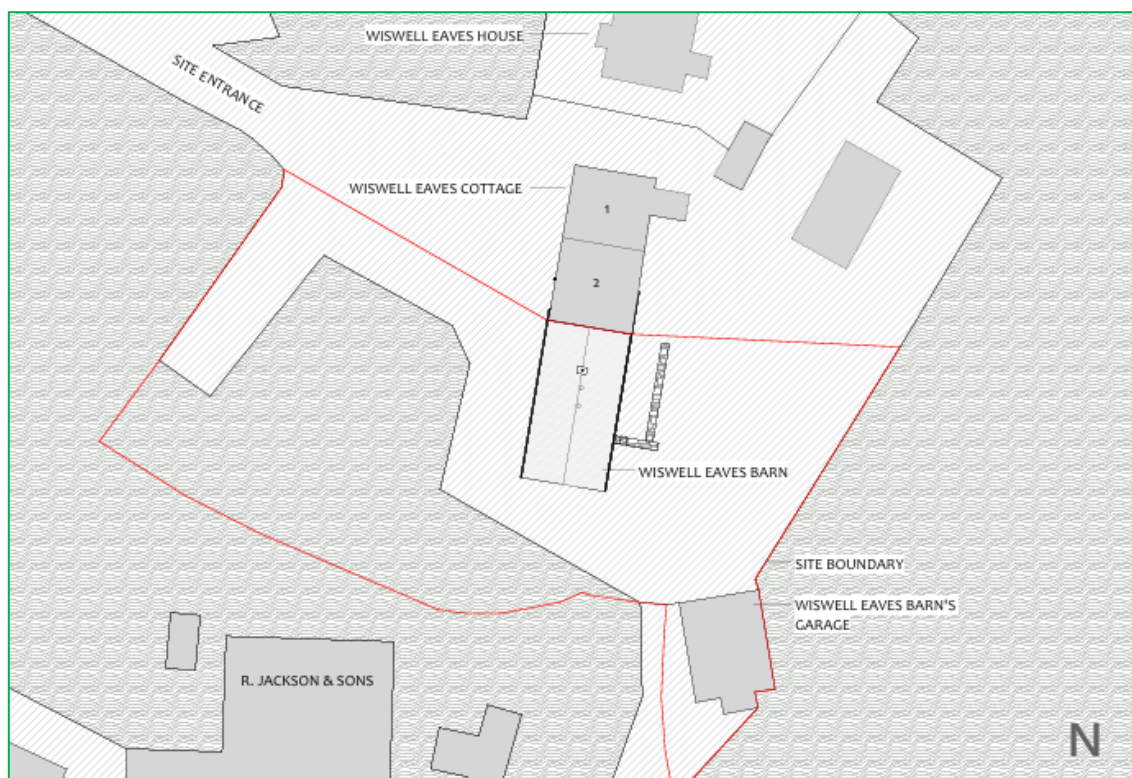 WISWELL EAVES HOUSE
SITE ENTRANCE
WISWELL EAVES COTTAGE
1
2
WISWELL EAVES BARN
SITE BOUNDARY
WISWELL EAVES BARN'S
GARAGE
R. JACKSON & SONS
N